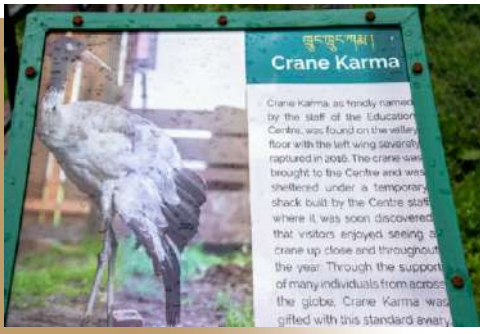 ཁྲུང་ཁྲུང་ཀརྨ།
Crane Karma
Crane Karma, as fondly named
by the staff of the Education
Centre, was found on the valley
floor with the left wing severely
raptured in 2016. The crane was
brought to the Centre and was
sheltered under a temporary
shack built by the Centre staff
where it was soon discovered
that visitors enjoyed seeing a
crane up close and throughout
the year. Through the support
of many individuals from across
the globe, Crane Karma was
gifted with this standard aviary